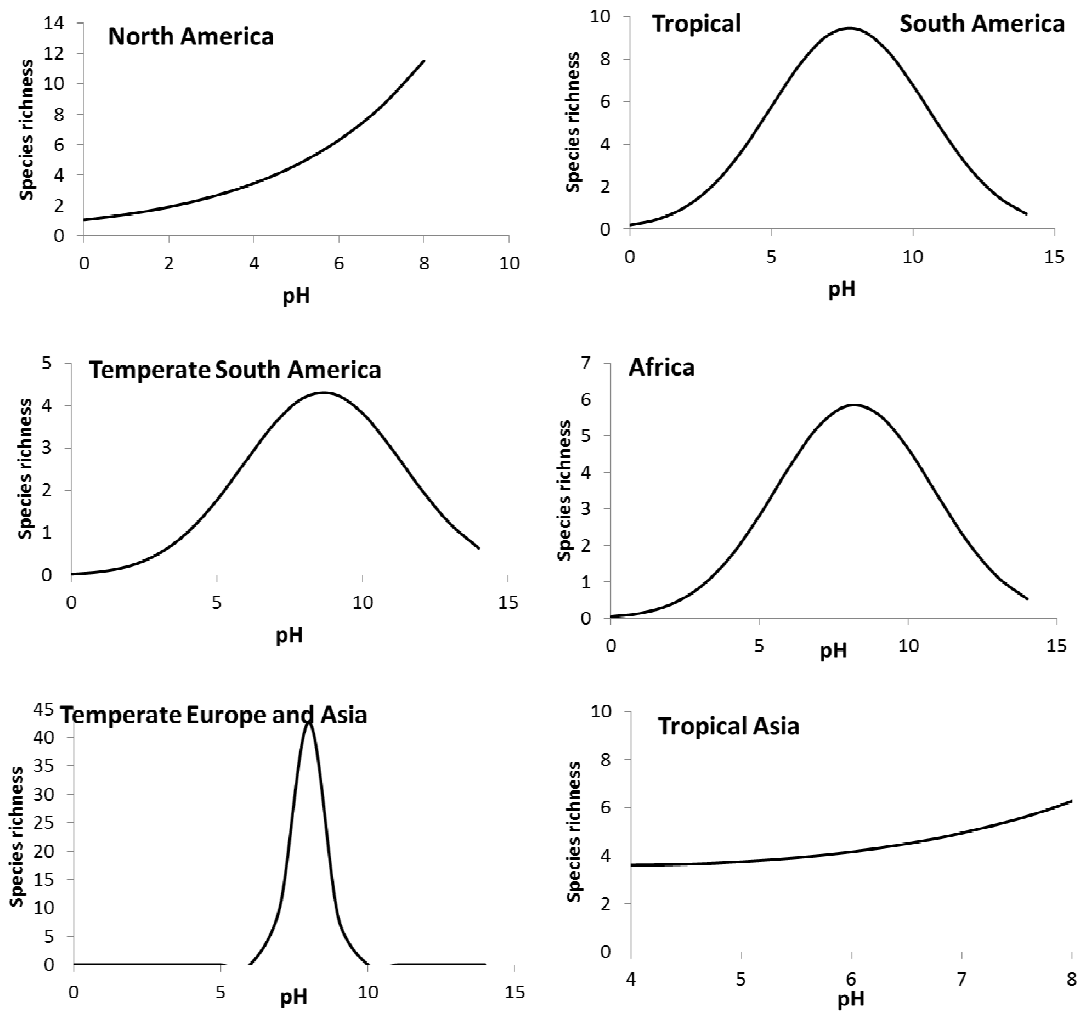 North America
Species richness
14
12
10
8
6
4
2
0
0 2 4 6 8 10
pH
Tropical South America
Species richness
10
8
6
4
2
0
0 5 10 15
pH
Temperate South America
Species richness
5
4
3
2
1
0
0 5 10 15
pH
Africa
Species richness
7
6
5
4
3
2
1
0
0 5 10 15
pH
Temperate Europe and Asia
Species richness
45
40
35
30
25
20
15
10
5
0
0 5 10 15
pH
Tropical Asia
Species richness
10
8
6
4
2
0
4 5 6 7 8
pH